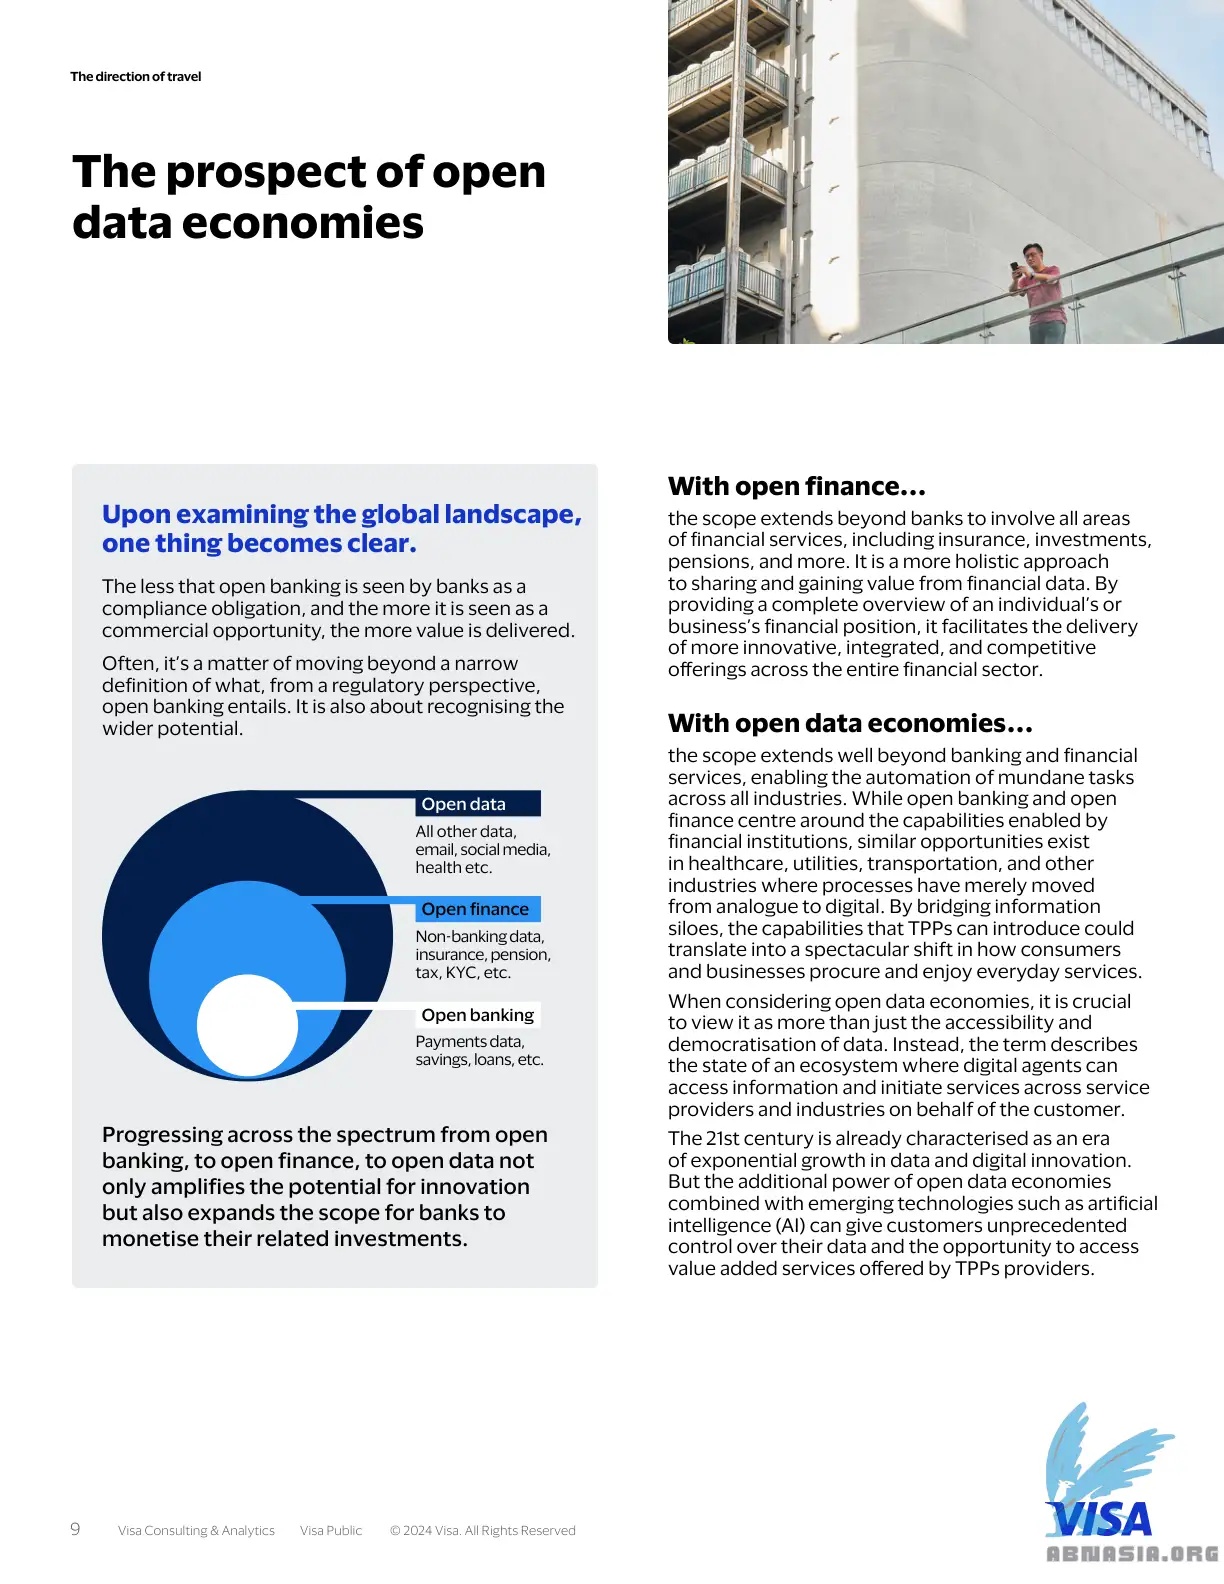 The direction of travel
The prospect of open
data economies
Upon examining the global landscape,
one thing becomes clear.
The less that open banking is seen by banks as a
compliance obligation, and the more it is seen as a
commercial opportunity, the more value is delivered.
Often, it's a matter of moving beyond a narrow
definition of what, from a regulatory perspective,
open banking entails. It is also about recognising the
wider potential.
Open data
All other data,
email, social media,
health etc.
Open finance
Non-banking data,
insurance, pension,
tax, KYC, etc.
Open banking
Payments data,
savings, loans, etc.
Progressing across the spectrum from open
banking, to open finance, to open data not
only amplifies the potential for innovation
but also expands the scope for banks to
monetise their related investments.
With open finance...
the scope extends beyond banks to involve all areas
of financial services, including insurance, investments,
pensions, and more. It is a more holistic approach
to sharing and gaining value from financial data. By
providing a complete overview of an individual's or
business's financial position, it facilitates the delivery
of more innovative, integrated, and competitive
offerings across the entire financial sector.
With open data economies...
the scope extends well beyond banking and financial
services, enabling the automation of mundane tasks
across all industries. While open banking and open
finance centre around the capabilities enabled by
financial institutions, similar opportunities exist
in healthcare, utilities, transportation, and other
industries where processes have merely moved
from analogue to digital. By bridging information
siloes, the capabilities that TPPs can introduce could
translate into a spectacular shift in how consumers
and businesses procure and enjoy everyday services.
When considering open data economies, it is crucial
to view it as more than just the accessibility and
democratisation of data. Instead, the term describes
the state of an ecosystem where digital agents can
access information and initiate services across service
providers and industries on behalf of the customer.
The 21st century is already characterised as an era
of exponential growth in data and digital innovation.
But the additional power of open data economies
combined with emerging technologies such as artificial
intelligence (AI) can give customers unprecedented
control over their data and the opportunity to access
value added services offered by TPPs providers.
9 Visa Consulting & Analytics Visa Public © 2024 Visa. All Rights Reserved
VISA
ABNASIA.ORG